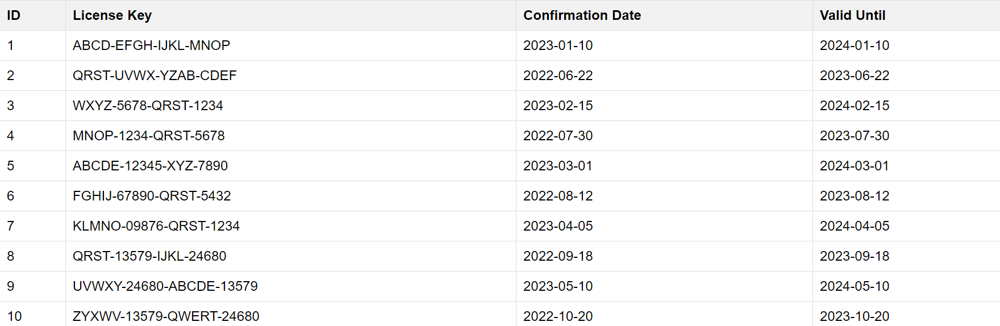 ID License Key Confirmation Date Valid Until
1 ABCD-EFGH-IJKL-MNOP 2023-01-10 2024-01-10
2 QRST-UVWX-YZAB-CDEF 2022-06-22 2023-06-22
3 WXYZ-5678-QRST-1234 2023-02-15 2024-02-15
4 MNOP-1234-QRST-5678 2022-07-30 2023-07-30
5 ABCDE-12345-XYZ-7890 2023-03-01 2024-03-01
6 FGHIJ-67890-QRST-5432 2022-08-12 2023-08-12
7 KLMNO-09876-QRST-1234 2023-04-05 2024-04-05
8 QRST-13579-IJKL-24680 2022-09-18 2023-09-18
9 UVWXY-24680-ABCDE-13579 2023-05-10 2024-05-10
10 ZYXWV-13579-QWERT-24680 2022-10-20 2023-10-20